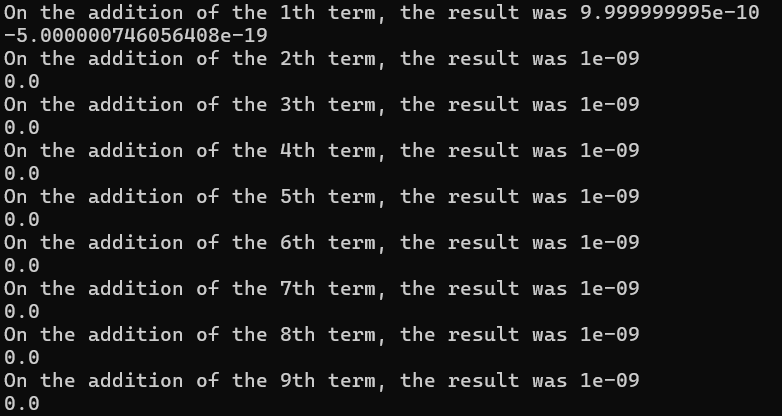 On the addition of the 1th term, the result was 9.999999995e-10
-5.000000746056408e-19
On the addition of the 2th term, the result was 1e-09
0.0
On the addition of the 3th term, the result was 1e-09
0.0
On the addition of the 4th term, the result was 1e-09
0.0
On the addition of the 5th term, the result was 1e-09
0.0
On the addition of the 6th term, the result was 1e-09
0.0
On the addition of the 7th term, the result was 1e-09
0.0
On the addition of the 8th term, the result was 1e-09
0.0
On the addition of the 9th term, the result was 1e-09
0.0